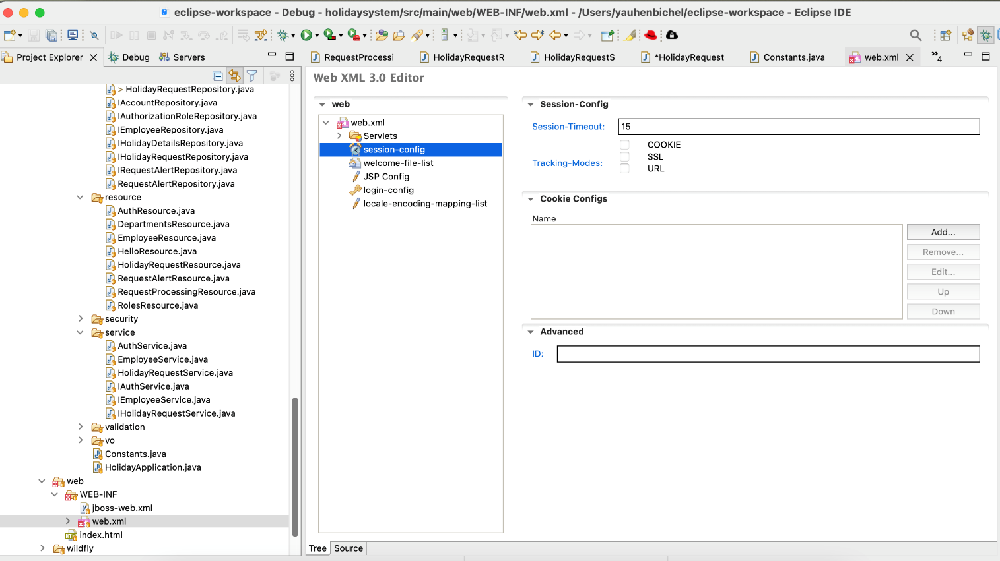 eclipse-workspace - Debug - holidaysystem/src/main/web/WEB-INF/web.xml - /Users/yauhenbichel/eclipse-workspace - Eclipse IDE
Project Explorer
Debug
Servers
RequestProcessi
HolidayRequestR
HolidayRequestS
*HolidayRequest
Constants.java
web.xml
»4
> HolidayRequestRepository.java
IAccountRepository.java
IAuthorizationRoleRepository.java
IEmployeeRepository.java
IHolidayDetailsRepository.java
IHolidayRequestRepository.java
IRequestAlertRepository.java
RequestAlertRepository.java
resource
AuthResource.java
DepartmentsResource.java
EmployeeResource.java
HelloResource.java
HolidayRequestResource.java
RequestAlertResource.java
RequestProcessingResource.java
RolesResource.java
security
service
AuthService.java
EmployeeService.java
HolidayRequestService.java
IAuthService.java
IEmployeeService.java
IHolidayRequestService.java
validation
vo
Constants.java
HolidayApplication.java
web
WEB-INF
jboss-web.xml
web.xml
index.html
wildfly
Web XML 3.0 Editor
web
web.xml
Servlets
session-config
welcome-file-list
JSP Config
login-config
locale-encoding-mapping-list
Session-Config
Session-Timeout: 15
Tracking-Modes:
COOKIE
SSL
URL
Cookie Configs
Name
Add...
Remove...
Edit...
Up
Down
Advanced
ID:
Tree
Source